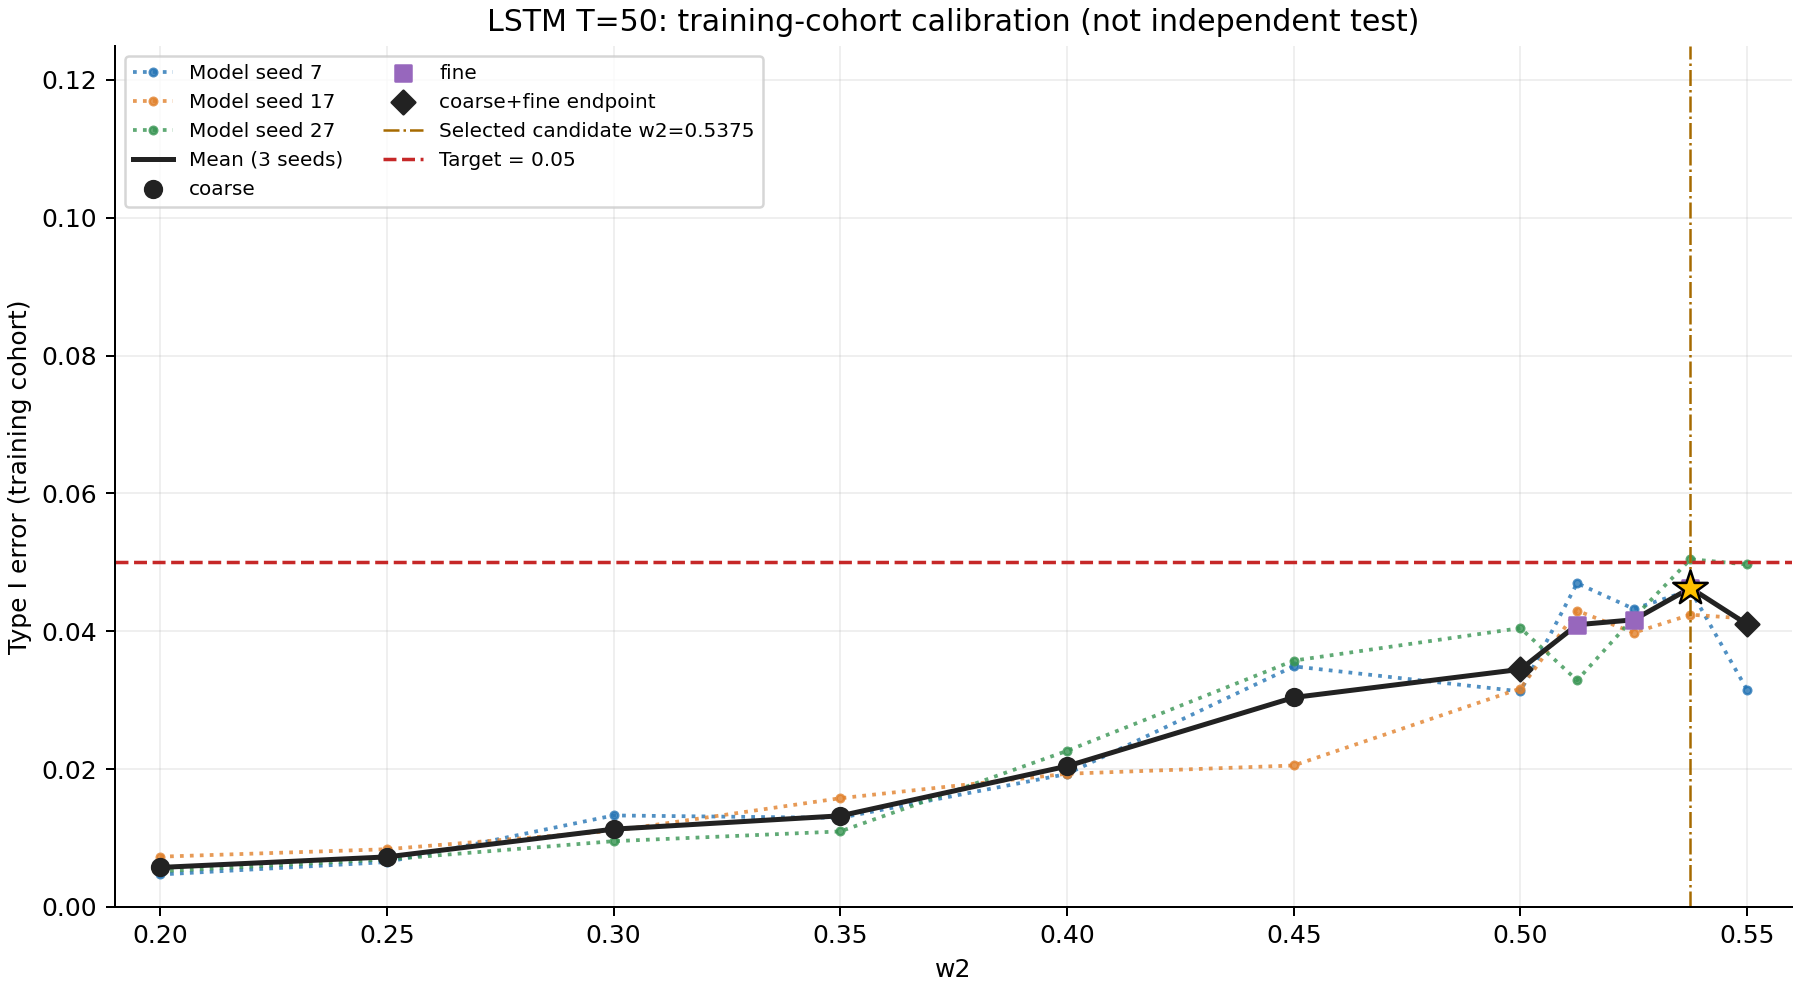 LSTM T=50: training-cohort calibration (not independent test)
Model seed 7
Model seed 17
Model seed 27
Mean (3 seeds)
coarse
fine
coarse+fine endpoint
Selected candidate w2=0.5375
Target = 0.05
Type I error (training cohort)
0.12
0.10
0.08
0.06
0.04
0.02
0.00
0.20 0.25 0.30 0.35 0.40 0.45 0.50 0.55
w2